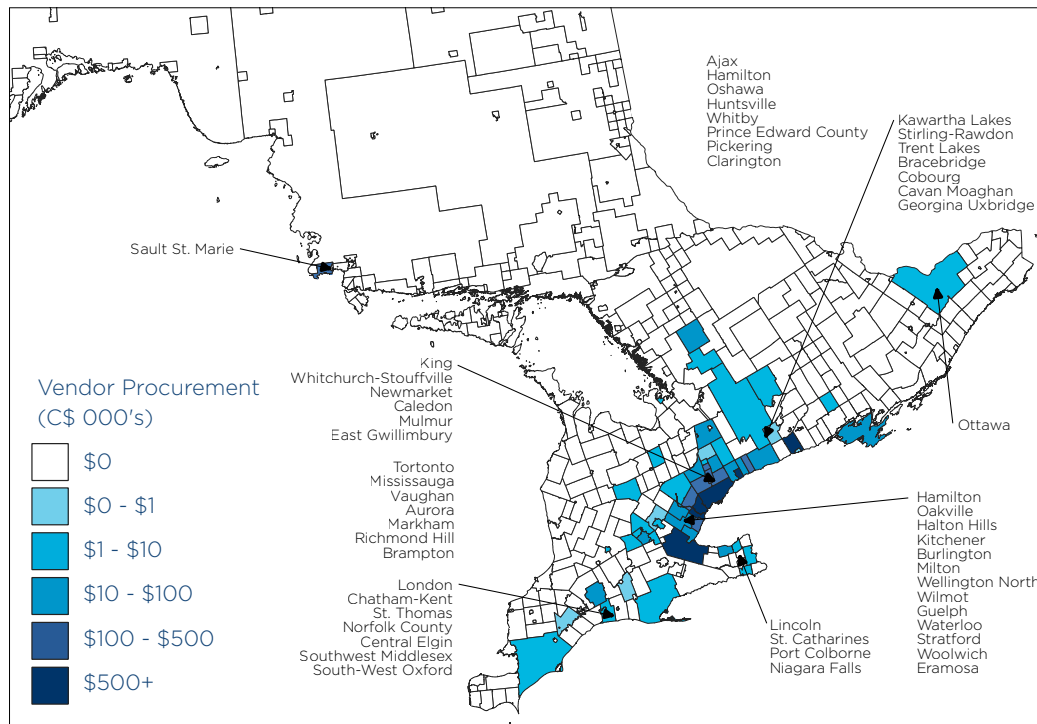 Ajax
Hamilton
Oshawa
Huntsville
Whitby
Prince Edward County
Pickering
Clarington
Kawartha Lakes
Stirling-Rawdon
Trent Lakes
Bracebridge
Cobourg
Cavan Moaghan
Georgina Uxbridge
Sault St. Marie
Ottawa
King
Whitchurch-Stouffville
Newmarket
Caledon
Mulmur
East Gwillimbury
Tortonto
Mississauga
Vaughan
Aurora
Markham
Richmond Hill
Brampton
London
Chatham-Kent
St. Thomas
Norfolk County
Central Elgin
Southwest Middlesex
South-West Oxford
Lincoln
St. Catharines
Port Colborne
Niagara Falls
Hamilton
Oakville
Halton Hills
Kitchener
Burlington
Milton
Wellington North
Wilmot
Guelph
Waterloo
Stratford
Woolwich
Eramosa
Vendor Procurement
(C$ 000's)
$0
$0 - $1
$1 - $10
$10 - $100
$100 - $500
$500+